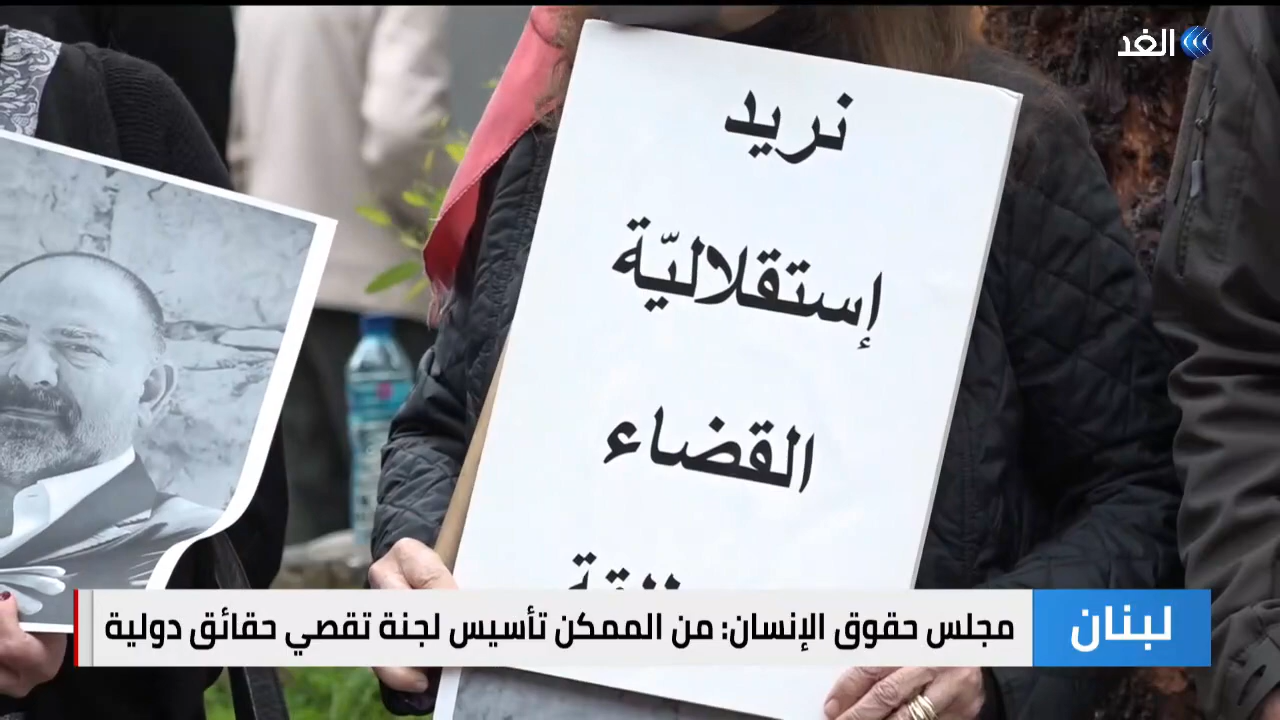 الغد
نريد
إستقلاليّة
القضاء
لبنان
مجلس حقوق الإنسان: من الممكن تأسيس لجنة تقصي حقائق دولية